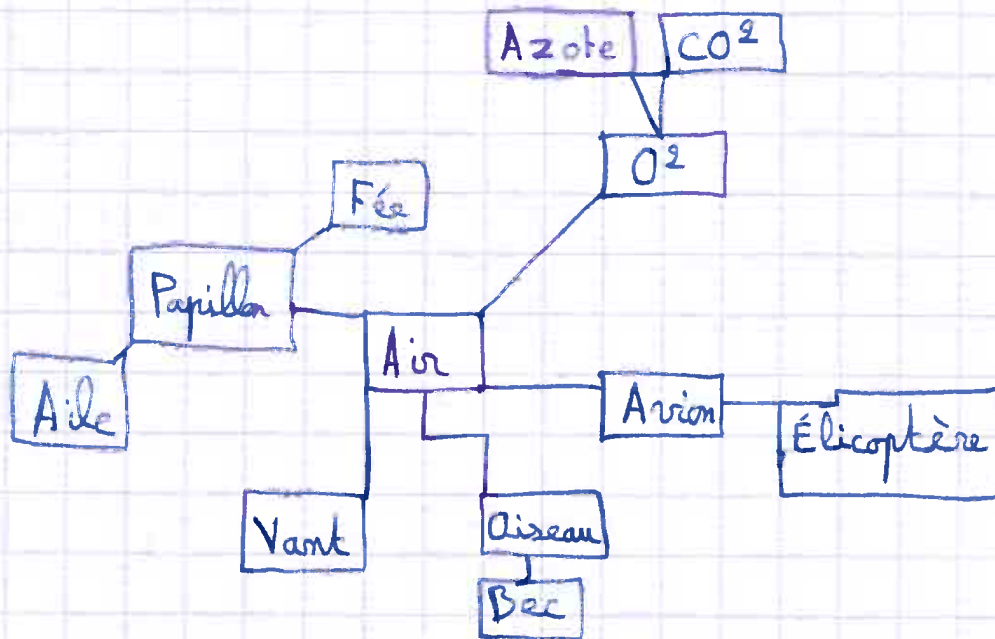 Azote
CO²
O²
Fée
Papillon
Air
Aile
Avion
Élicoptère
Vant
Oiseau
Bec